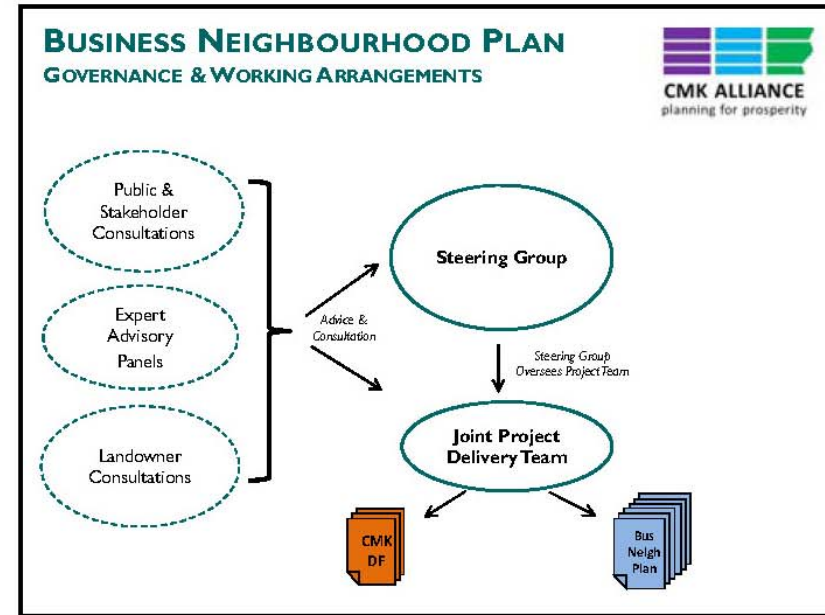 BUSINESS NEIGHBOURHOOD PLAN
GOVERNANCE & WORKING ARRANGEMENTS
CMK ALLIANCE
planning for prosperity
Public &
Stakeholder
Consultations
Expert
Advisory
Panels
Landowner
Consultations
Advice &
Consultation
Steering Group
Steering Group
Oversees Project Team
Joint Project
Delivery Team
CMK
DF
Bus
Neigh
Plan